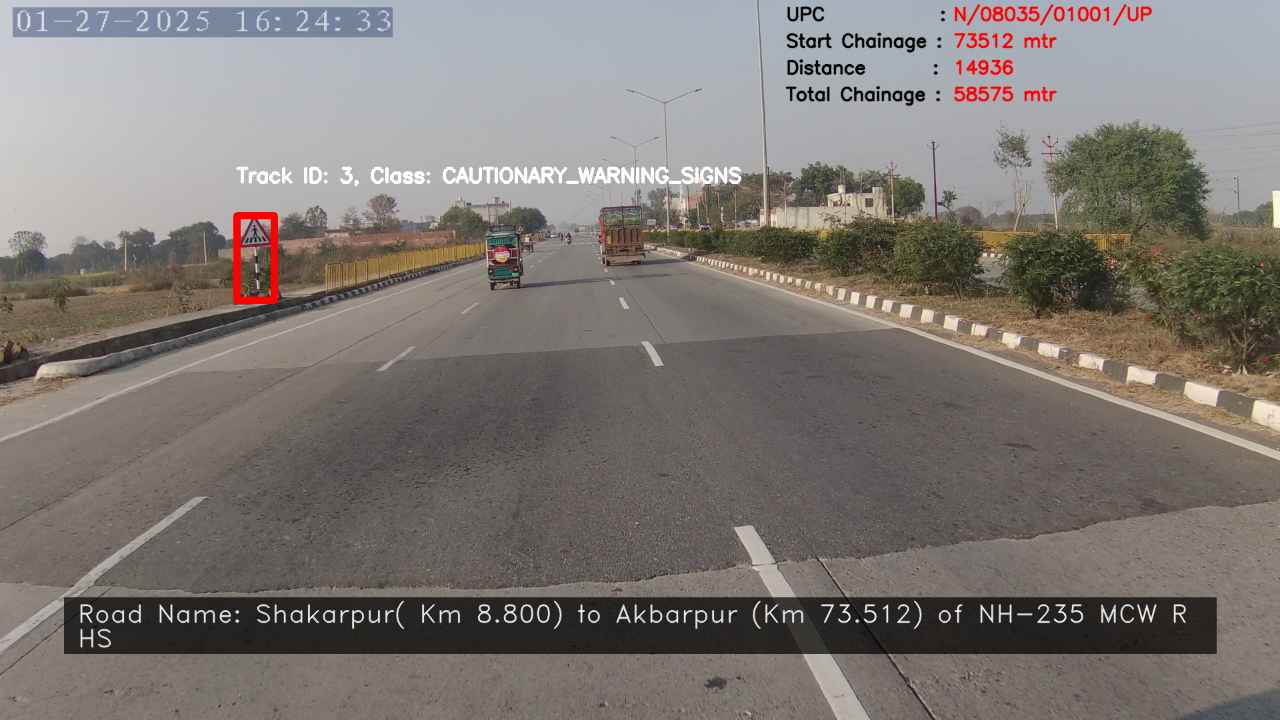 01-27-2025 16:24:33
UPC : N/08035/01001/UP
Start Chainage : 73512 mtr
Distance : 14936
Total Chainage : 58575 mtr
Track ID: 3, Class: CAUTIONARY_WARNING_SIGNS
Road Name: Shakarpur( Km 8.800) to Akbarpur (Km 73.512) of NH-235 MCW R
HS